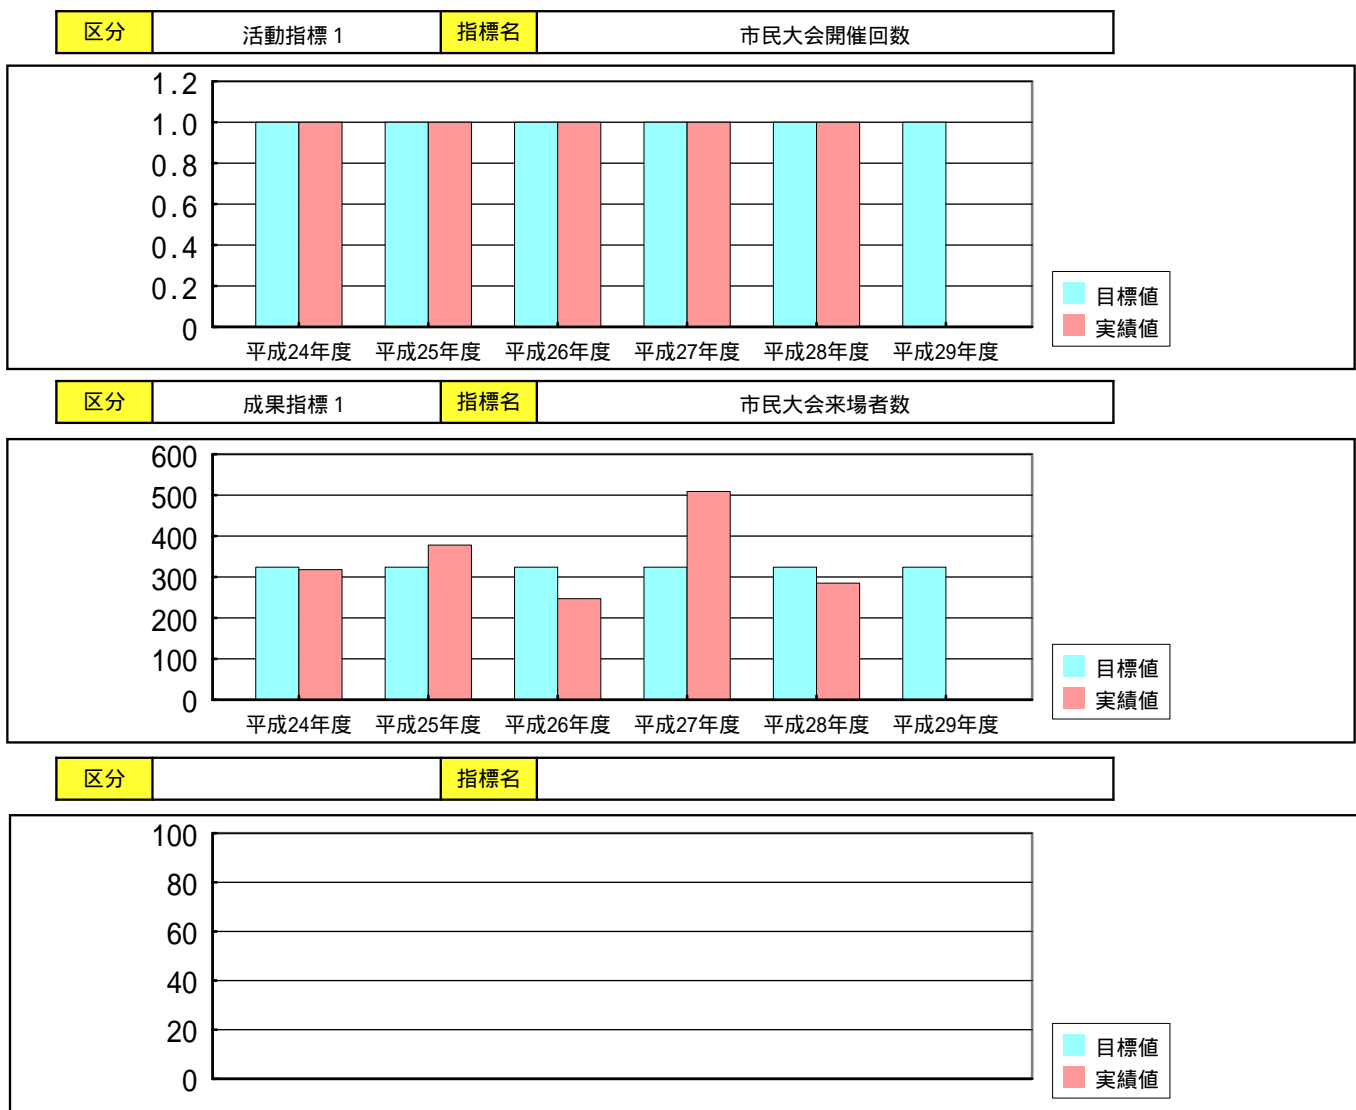 区分 活動指標1 指標名 市民大会開催回数
1.2
1.0
0.8
0.6
0.4
0.2
0
平成24年度 平成25年度 平成26年度 平成27年度 平成28年度 平成29年度
目標値
実績値
区分 成果指標1 指標名 市民大会来場者数
600
500
400
300
200
100
0
平成24年度 平成25年度 平成26年度 平成27年度 平成28年度 平成29年度
目標値
実績値
区分 指標名
100
80
60
40
20
0
目標値
実績値